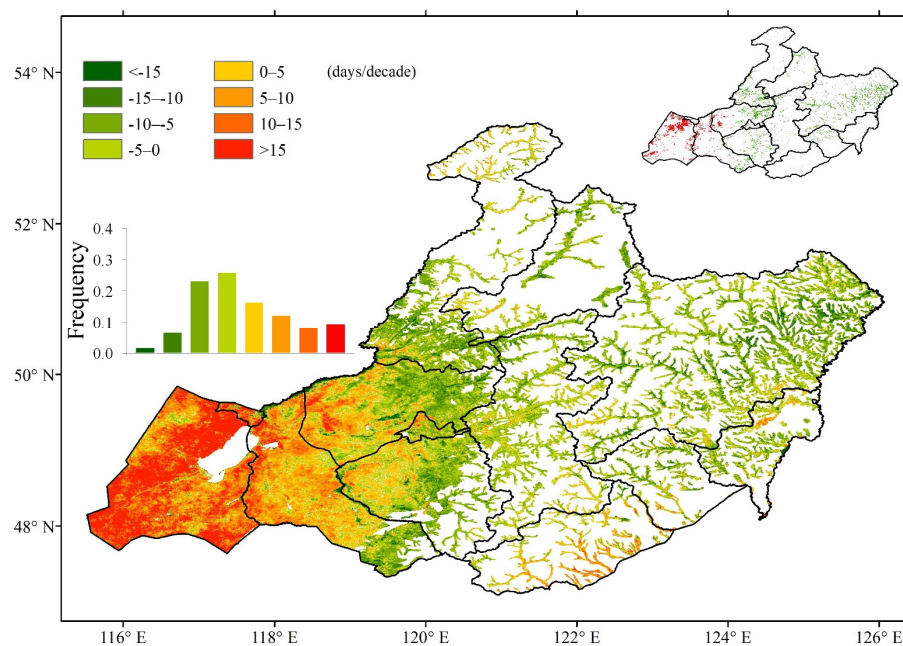 54° N
52° N
50° N
48° N
<-15
-15–-10
-10–-5
-5–0
0–5
5–10
10–15
>15
(days/decade)
Frequency
0.4
0.3
0.2
0.1
0.0
116° E
118° E
120° E
122° E
124° E
126° E